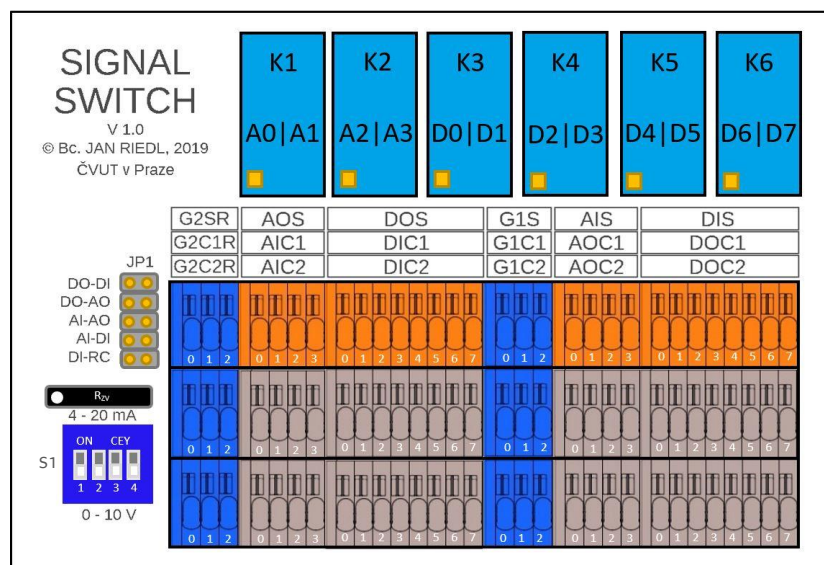 SIGNAL
SWITCH
V 1.0
© Bc. JAN RIEDL, 2019
ČVUT v Praze
K1 K2 K3 K4 K5 K6
A0|A1 A2|A3 D0|D1 D2|D3 D4|D5 D6|D7
G2SR AOS DOS G1S AIS DIS
G2C1R AIC1 DIC1 G1C1 AOC1 DOC1
G2C2R AIC2 DIC2 G1C2 AOC2 DOC2
JP1
DO-DI
DO-AO
AI-AO
AI-DI
DI-RC
0 1 2 0 1 2 3 0 1 2 3 4 5 6 7 0 1 2 0 1 2 3 0 1 2 3 4 5 6 7
RZV
4 - 20 mA
ON CEY
S1
1 2 3 4
0 - 10 V
0 1 2 0 1 2 3 0 1 2 3 4 5 6 7 0 1 2 0 1 2 3 0 1 2 3 4 5 6 7
0 1 2 0 1 2 3 0 1 2 3 4 5 6 7 0 1 2 0 1 2 3 0 1 2 3 4 5 6 7